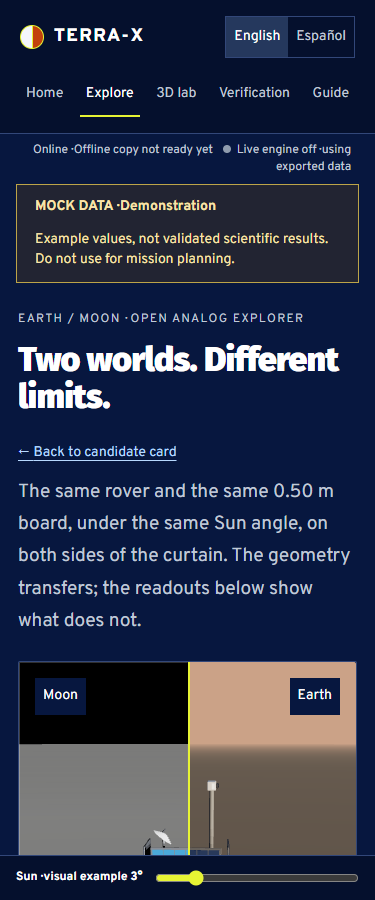 TERRA-X
English Español
Home Explore 3D lab Verification Guide
Online ·Offline copy not ready yet Live engine off ·using
exported data
MOCK DATA ·Demonstration
Example values, not validated scientific results.
Do not use for mission planning.
EARTH / MOON ·OPEN ANALOG EXPLORER
Two worlds. Different
limits.
← Back to candidate card
The same rover and the same 0.50 m
board, under the same Sun angle, on
both sides of the curtain. The geometry
transfers; the readouts below show
what does not.
Moon Earth
Sun ·visual example 3°